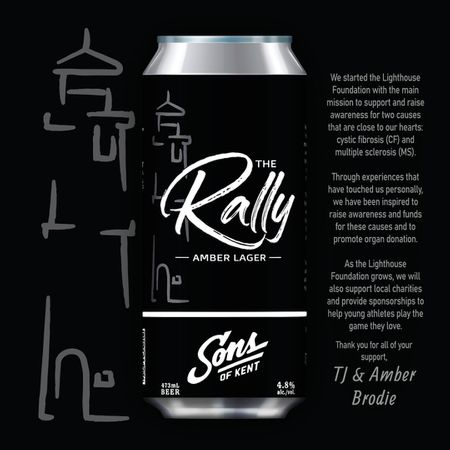 THE
Rally
AMBER LAGER
Sons
OF KENT
473mL
BEER
4.8%
alc./vol.
We started the Lighthouse
Foundation with the main
mission to support and raise
awareness for two causes
that are close to our hearts:
cystic fibrosis (CF) and
multiple sclerosis (MS).
Through experiences that
have touched us personally,
we have been inspired to
raise awareness and funds
for these causes and to
promote organ donation.
As the Lighthouse
Foundation grows, we will
also support local charities
and provide sponsorships to
help young athletes play the
game they love.
Thank you for all of your
support,
TJ & Amber
Brodie